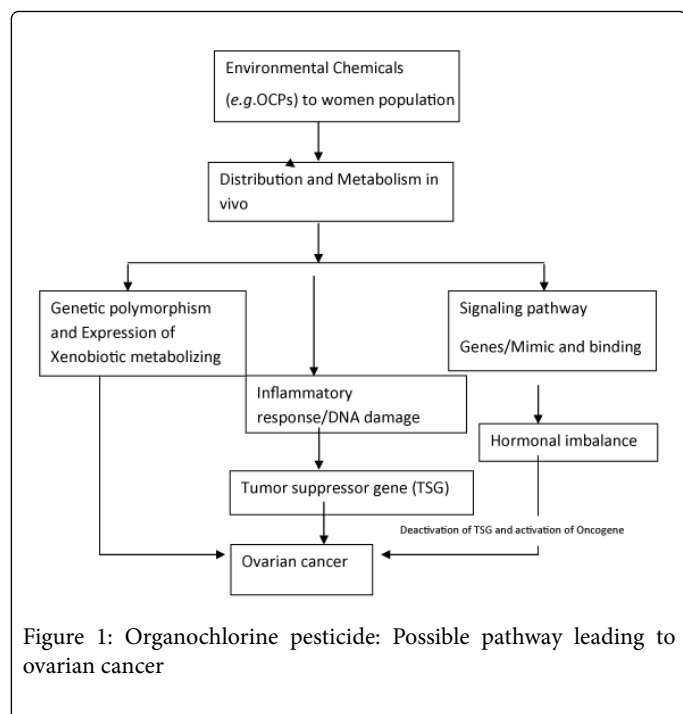 Environmental Chemicals
(e.g.OCPs) to women population
Distribution and Metabolism in
vivo
Genetic polymorphism
and Expression of
Xenobiotic metabolizing
Signaling pathway
Genes/Mimic and binding
Inflammatory
response/DNA damage
Hormonal imbalance
Tumor suppressor gene (TSG)
Deactivation of TSG and activation of Oncogene
Ovarian cancer
Figure 1: Organochlorine pesticide: Possible pathway leading to
ovarian cancer